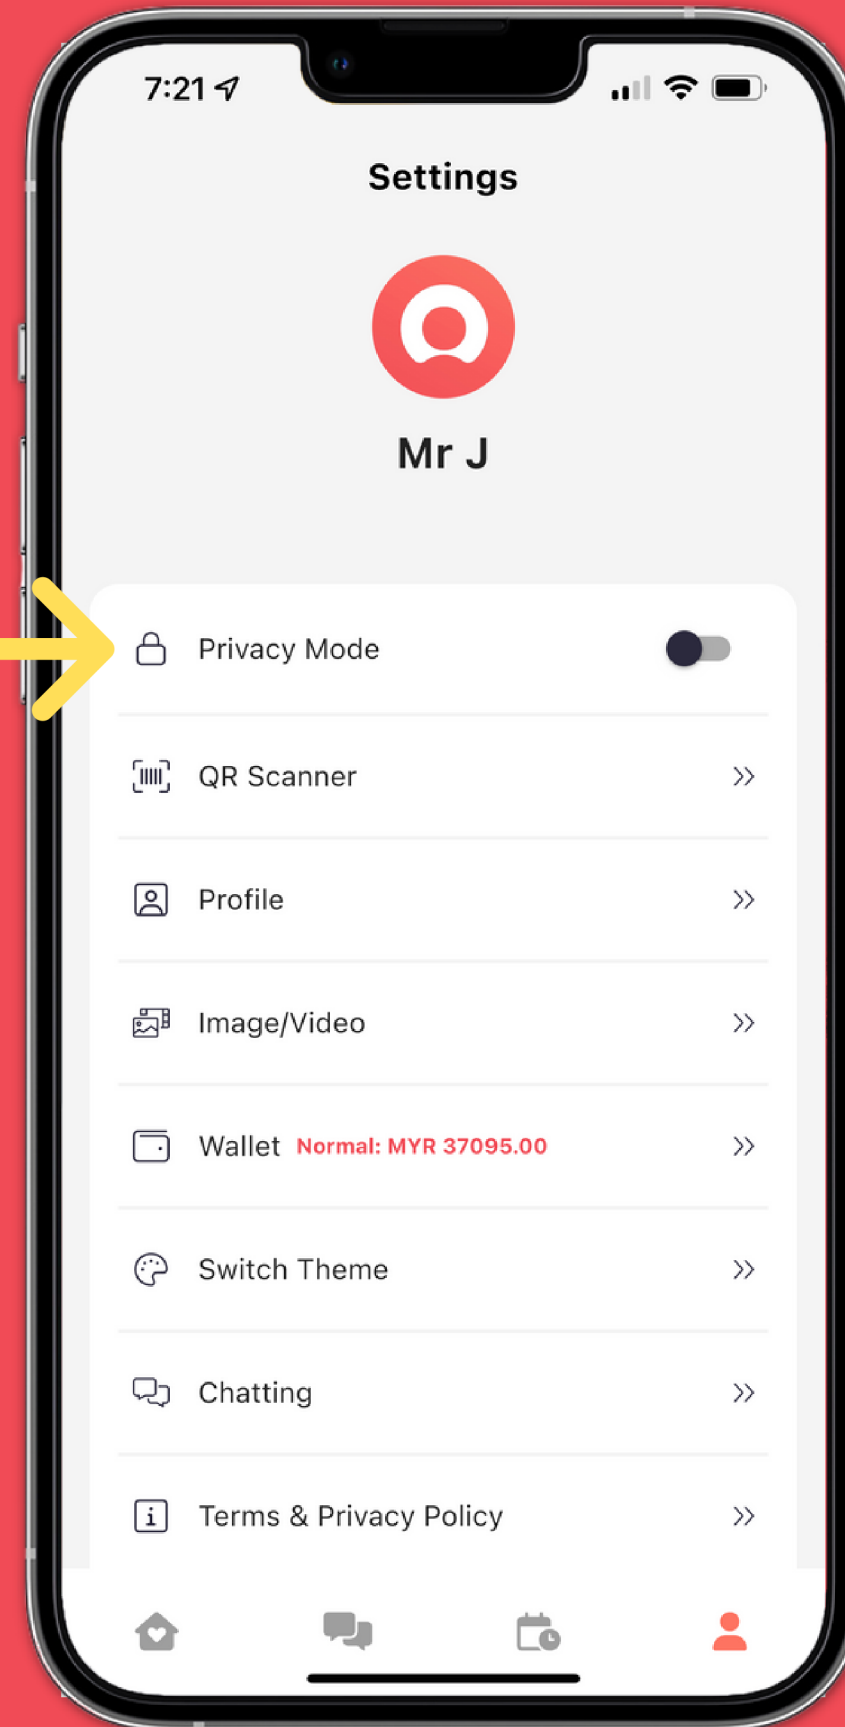 7:21
Settings
Mr J
Privacy Mode
QR Scanner
Profile
Image/Video
Wallet Normal: MYR 37095.00
Switch Theme
Chatting
Terms & Privacy Policy